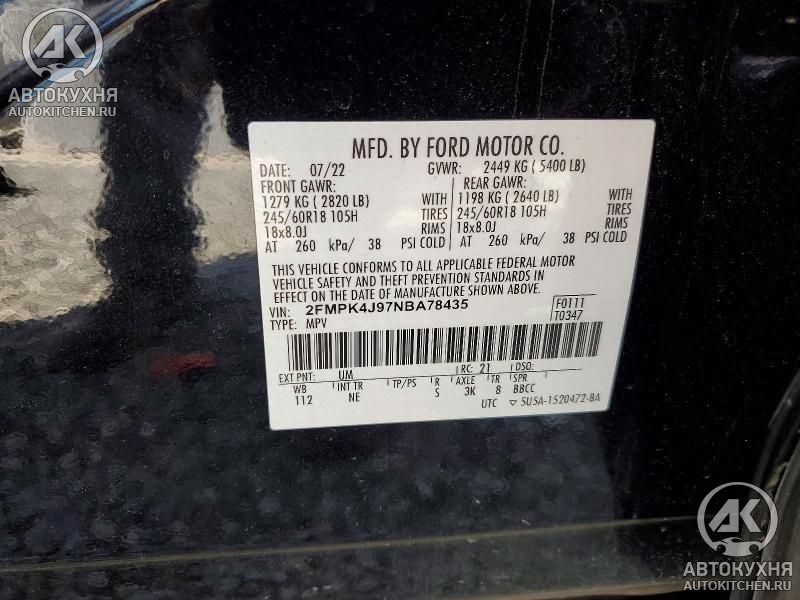 АК
АВТОКУХНЯ
AUTOKITCHEN.RU
MFD. BY FORD MOTOR CO.
DATE: 07/22 GVWR: 2449 KG ( 5400 LB)
FRONT GAWR: REAR GAWR:
1279 KG ( 2820 LB) WITH 1198 KG ( 2640 LB) WITH
245/60R18 105H TIRES 245/60R18 105H TIRES
18x8.0J RIMS 18x8.0J RIMS
AT 260 kPa/ 38 PSI COLD AT 260 kPa/ 38 PSI COLD
THIS VEHICLE CONFORMS TO ALL APPLICABLE FEDERAL MOTOR
VEHICLE SAFETY AND THEFT PREVENTION STANDARDS IN
EFFECT ON THE DATE OF MANUFACTURE SHOWN ABOVE.
VIN: 2FMPK4J97NBA78435 F0111
TYPE: MPV T0347
EXT PNT: UM RC: 21 DSO:
WB INT TR TP/PS R AXLE TR SPR
112 NE S 3K 8 BBCC
UTC ▽ 5U5A-1520472-BA
АК
АВТОКУХНЯ
AUTOKITCHEN.RU